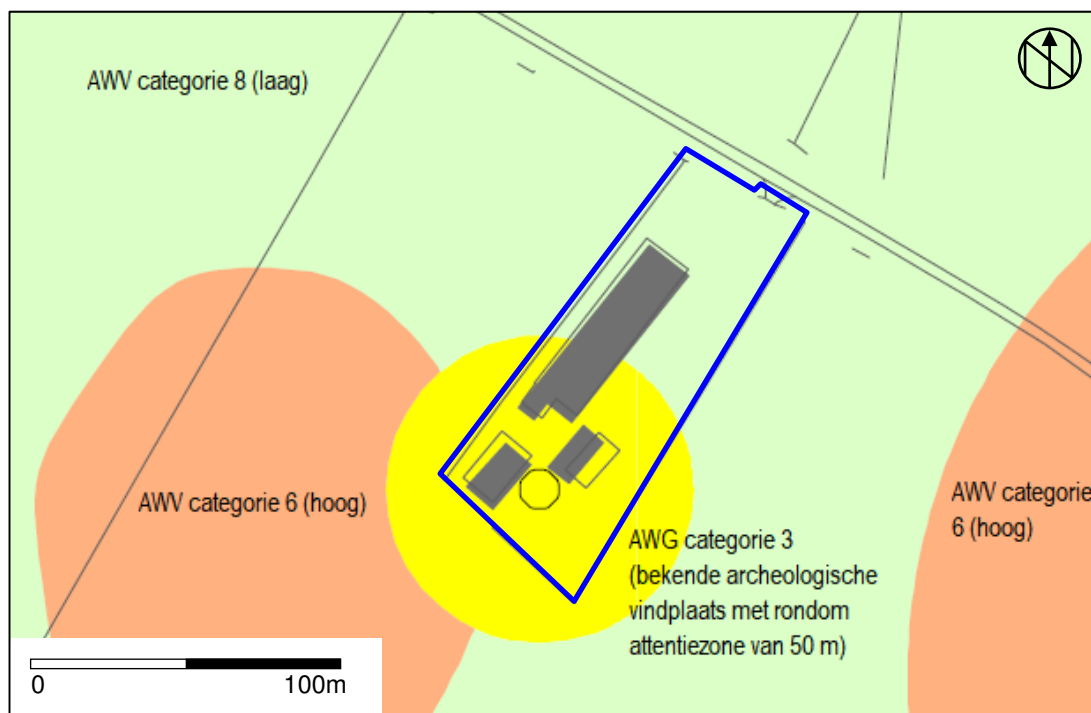 AWV categorie 8 (laag)
AWV categorie 6 (hoog)
AWV categorie
6 (hoog)
AWG categorie 3
(bekende archeologische
vindplaats met rondom
attentiezone van 50 m)
0
100m